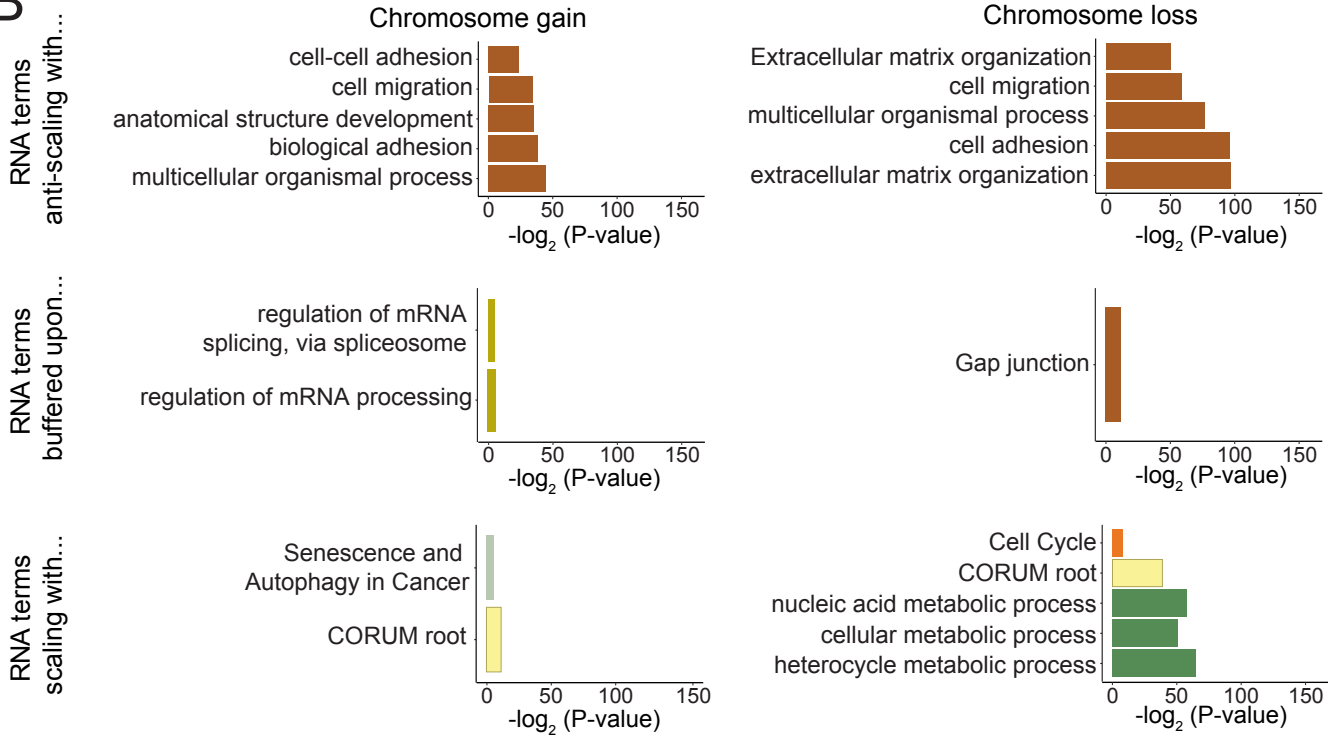 Chromosome gain
Chromosome loss
RNA terms
anti-scaling with...
cell-cell adhesion
cell migration
anatomical structure development
biological adhesion
multicellular organismal process
0 50 100 150
-log2 (P-value)
Extracellular matrix organization
cell migration
multicellular organismal process
cell adhesion
extracellular matrix organization
0 50 100 150
-log2 (P-value)
RNA terms
buffered upon...
regulation of mRNA
splicing, via spliceosome
regulation of mRNA processing
0 50 100 150
-log2 (P-value)
Gap junction
0 50 100 150
-log2 (P-value)
RNA terms
scaling with...
Senescence and
Autophagy in Cancer
CORUM root
0 50 100 150
-log2 (P-value)
Cell Cycle
CORUM root
nucleic acid metabolic process
cellular metabolic process
heterocycle metabolic process
0 50 100 150
-log2 (P-value)